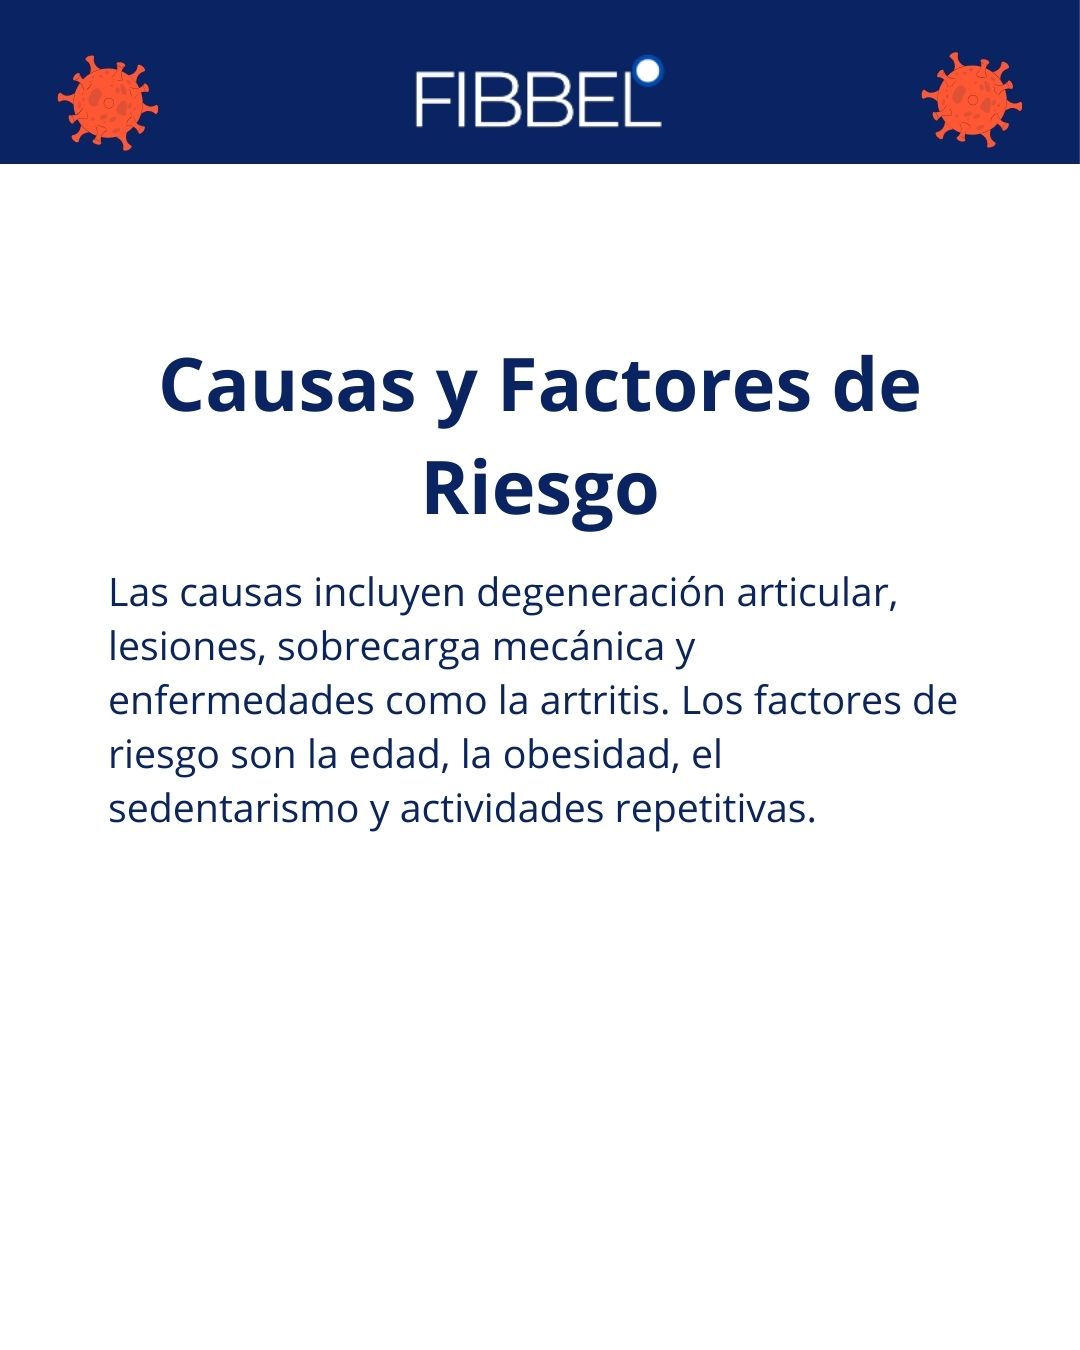 FIBBEL
Causas y Factores de
Riesgo
Las causas incluyen degeneración articular,
lesiones, sobrecarga mecánica y
enfermedades como la artritis. Los factores de
riesgo son la edad, la obesidad, el
sedentarismo y actividades repetitivas.